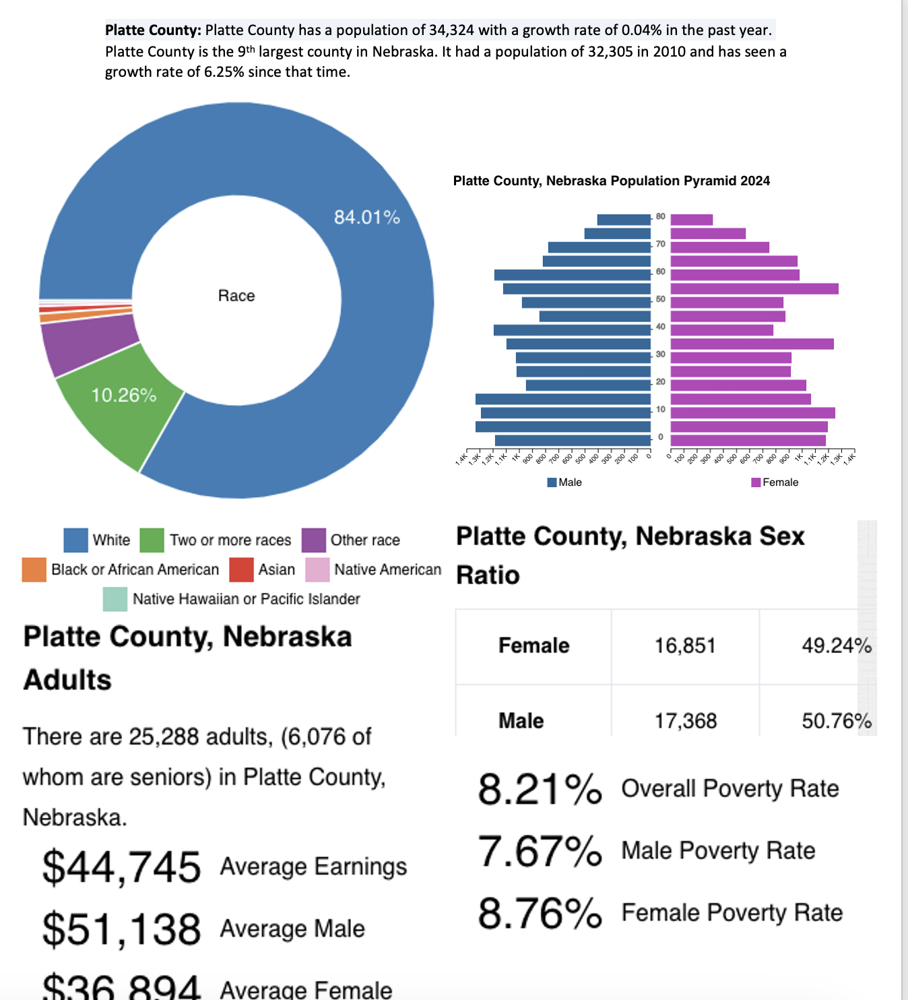 Platte County: Platte County has a population of 34,324 with a growth rate of 0.04% in the past year.
Platte County is the 9th largest county in Nebraska. It had a population of 32,305 in 2010 and has seen a
growth rate of 6.25% since that time.
84.01%
Race
10.26%
White Two or more races Other race
Black or African American Asian Native American
Native Hawaiian or Pacific Islander
Platte County, Nebraska Population Pyramid 2024
80
70
60
50
40
30
20
10
0
1.4K 1.3K 1.2K 1.1K 1K 900 800 700 600 500 400 300 200 100 0
0 100 200 300 400 500 600 700 800 900 1K 1.1K 1.2K 1.3K 1.4K
Male Female
Platte County, Nebraska Sex
Ratio
Female 16,851 49.24%
Male 17,368 50.76%
Platte County, Nebraska
Adults
There are 25,288 adults, (6,076 of
whom are seniors) in Platte County,
Nebraska.
$44,745 Average Earnings
$51,138 Average Male
$36,894 Average Female
8.21% Overall Poverty Rate
7.67% Male Poverty Rate
8.76% Female Poverty Rate